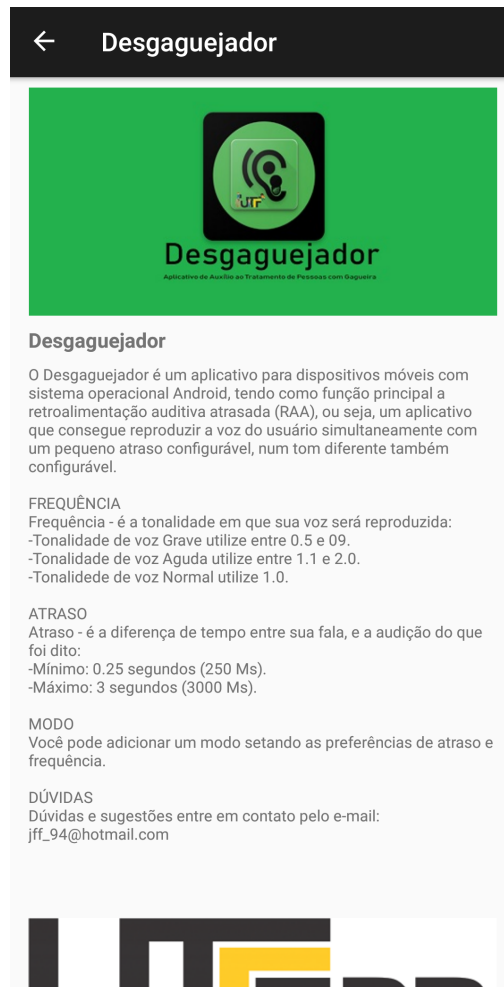 Desgaguejador
UTF
Desgaguejador
Aplicativo de Auxílio ao Tratamento de Pessoas com Gagueira
Desgaguejador
O Desgaguejador é um aplicativo para dispositivos móveis com
sistema operacional Android, tendo como função principal a
retroalimentação auditiva atrasada (RAA), ou seja, um aplicativo
que consegue reproduzir a voz do usuário simultaneamente com
um pequeno atraso configurável, num tom diferente também
configurável.
FREQUÊNCIA
Frequência - é a tonalidade em que sua voz será reproduzida:
-Tonalidade de voz Grave utilize entre 0.5 e 09.
-Tonalidade de voz Aguda utilize entre 1.1 e 2.0.
-Tonalidede de voz Normal utilize 1.0.
ATRASO
Atraso - é a diferença de tempo entre sua fala, e a audição do que
foi dito:
-Mínimo: 0.25 segundos (250 Ms).
-Máximo: 3 segundos (3000 Ms).
MODO
Você pode adicionar um modo setando as preferências de atraso e
frequência.
DÚVIDAS
Dúvidas e sugestões entre em contato pelo e-mail:
jff_94@hotmail.com